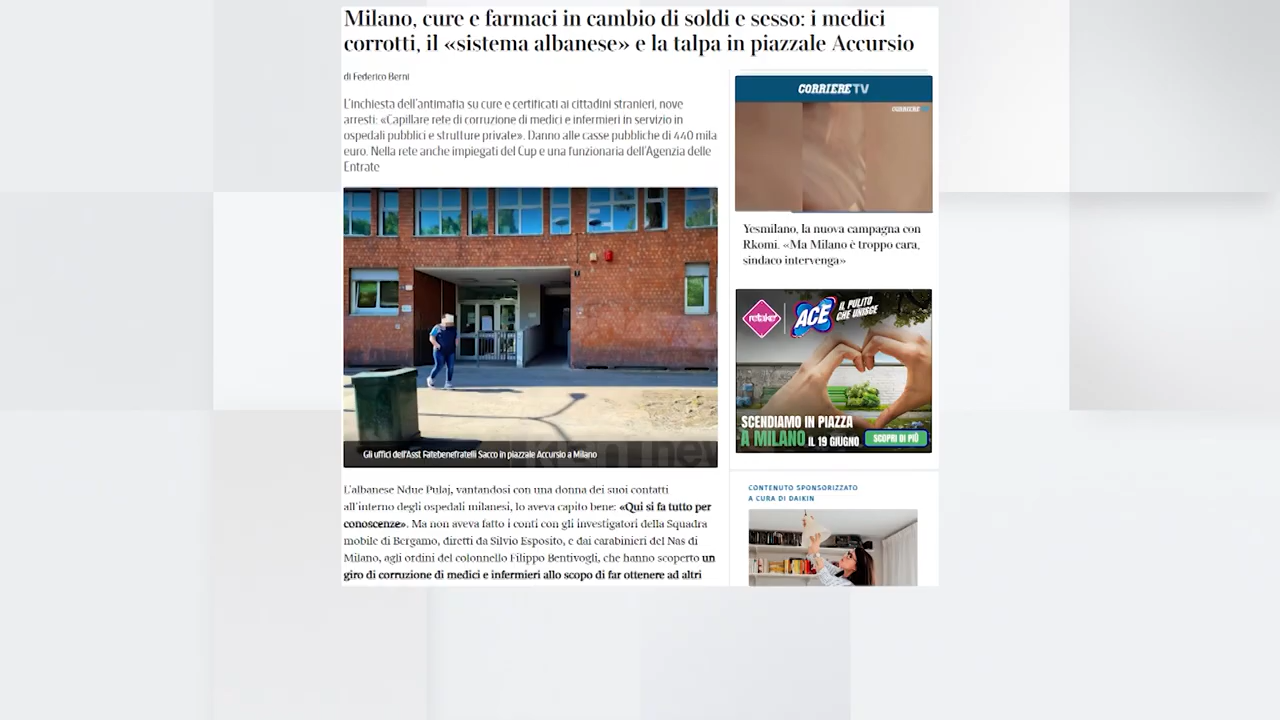 Milano, cure e farmaci in cambio di soldi e sesso: i medici
corrotti, il «sistema albanese» e la talpa in piazzale Accursio
di Federico Berni
L'inchiesta dell'antimafia su cure e certificati ai cittadini stranieri, nove
arresti: «Capillare rete di corruzione di medici e infermieri in servizio in
ospedali pubblici e strutture private». Danno alle casse pubbliche di 440 mila
euro. Nella rete anche impiegati del Cup e una funzionaria dell'Agenzia delle
Entrate
Gli uffici dell'Asst Fatebenefratelli Sacco in piazzale Accursio a Milano
L'albanese Ndue Pulaj, vantandosi con una donna dei suoi contatti
all'interno degli ospedali milanesi, lo aveva capito bene: «Qui si fa tutto per
conoscenze». Ma non aveva fatto i conti con gli investigatori della Squadra
mobile di Bergamo, diretti da Silvio Esposito, e dai carabinieri del Nas di
Milano, agli ordini del colonnello Filippo Bentivogli, che hanno scoperto un
giro di corruzione di medici e infermieri allo scopo di far ottenere ad altri
CORRIERE TV
CORRIERE
Yesmilano, la nuova campagna con
Rkomi. «Ma Milano è troppo cara,
sindaco intervenga»
retake
ACE
IL PULITO
CHE UNISCE
SCENDIAMO IN PIAZZA
A MILANO IL 19 GIUGNO
SCOPRI DI PIÙ
CONTENUTO SPONSORIZZATO
A CURA DI DAIKIN